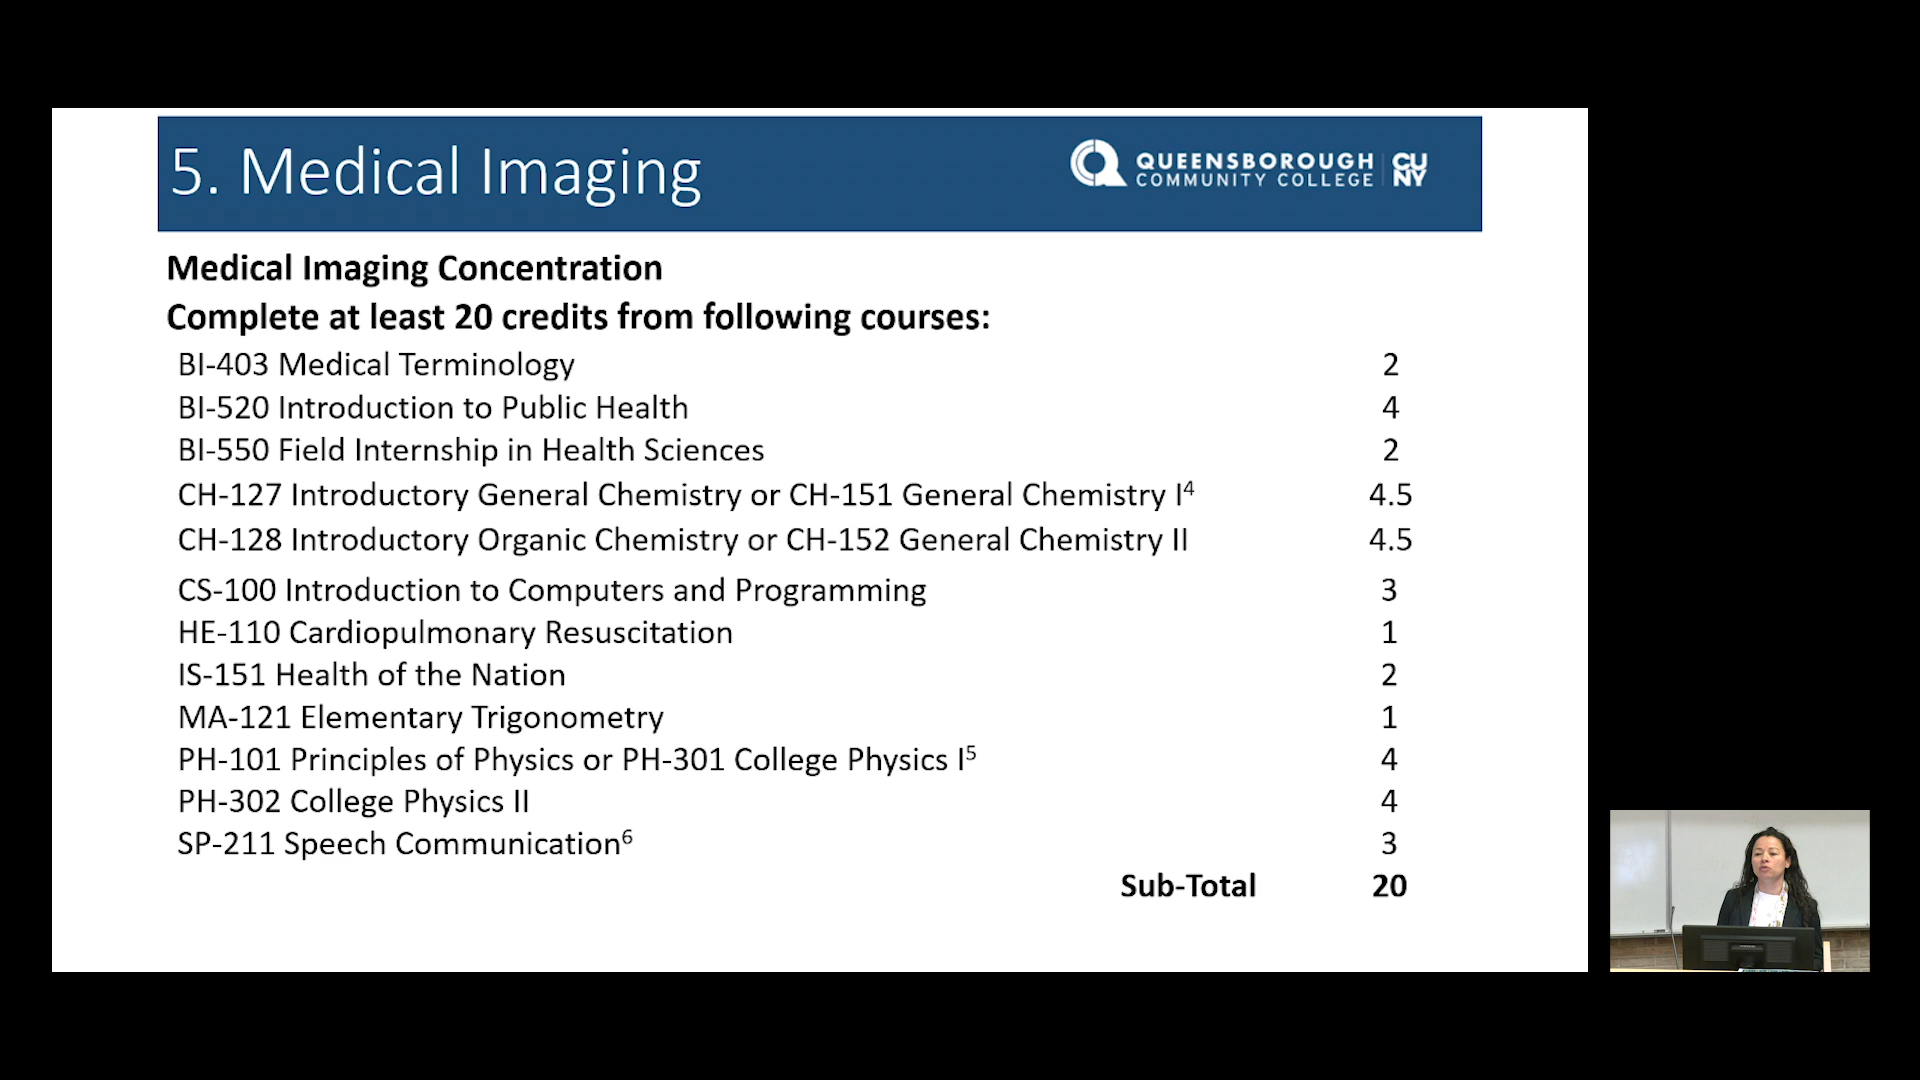 5. Medical Imaging
QUEENSBOROUGH
COMMUNITY COLLEGE
CU
NY
Medical Imaging Concentration
Complete at least 20 credits from following courses:
BI-403 Medical Terminology 2
BI-520 Introduction to Public Health 4
BI-550 Field Internship in Health Sciences 2
CH-127 Introductory General Chemistry or CH-151 General Chemistry I⁴ 4.5
CH-128 Introductory Organic Chemistry or CH-152 General Chemistry II 4.5
CS-100 Introduction to Computers and Programming 3
HE-110 Cardiopulmonary Resuscitation 1
IS-151 Health of the Nation 2
MA-121 Elementary Trigonometry 1
PH-101 Principles of Physics or PH-301 College Physics I⁵ 4
PH-302 College Physics II 4
SP-211 Speech Communication⁶ 3
Sub-Total 20